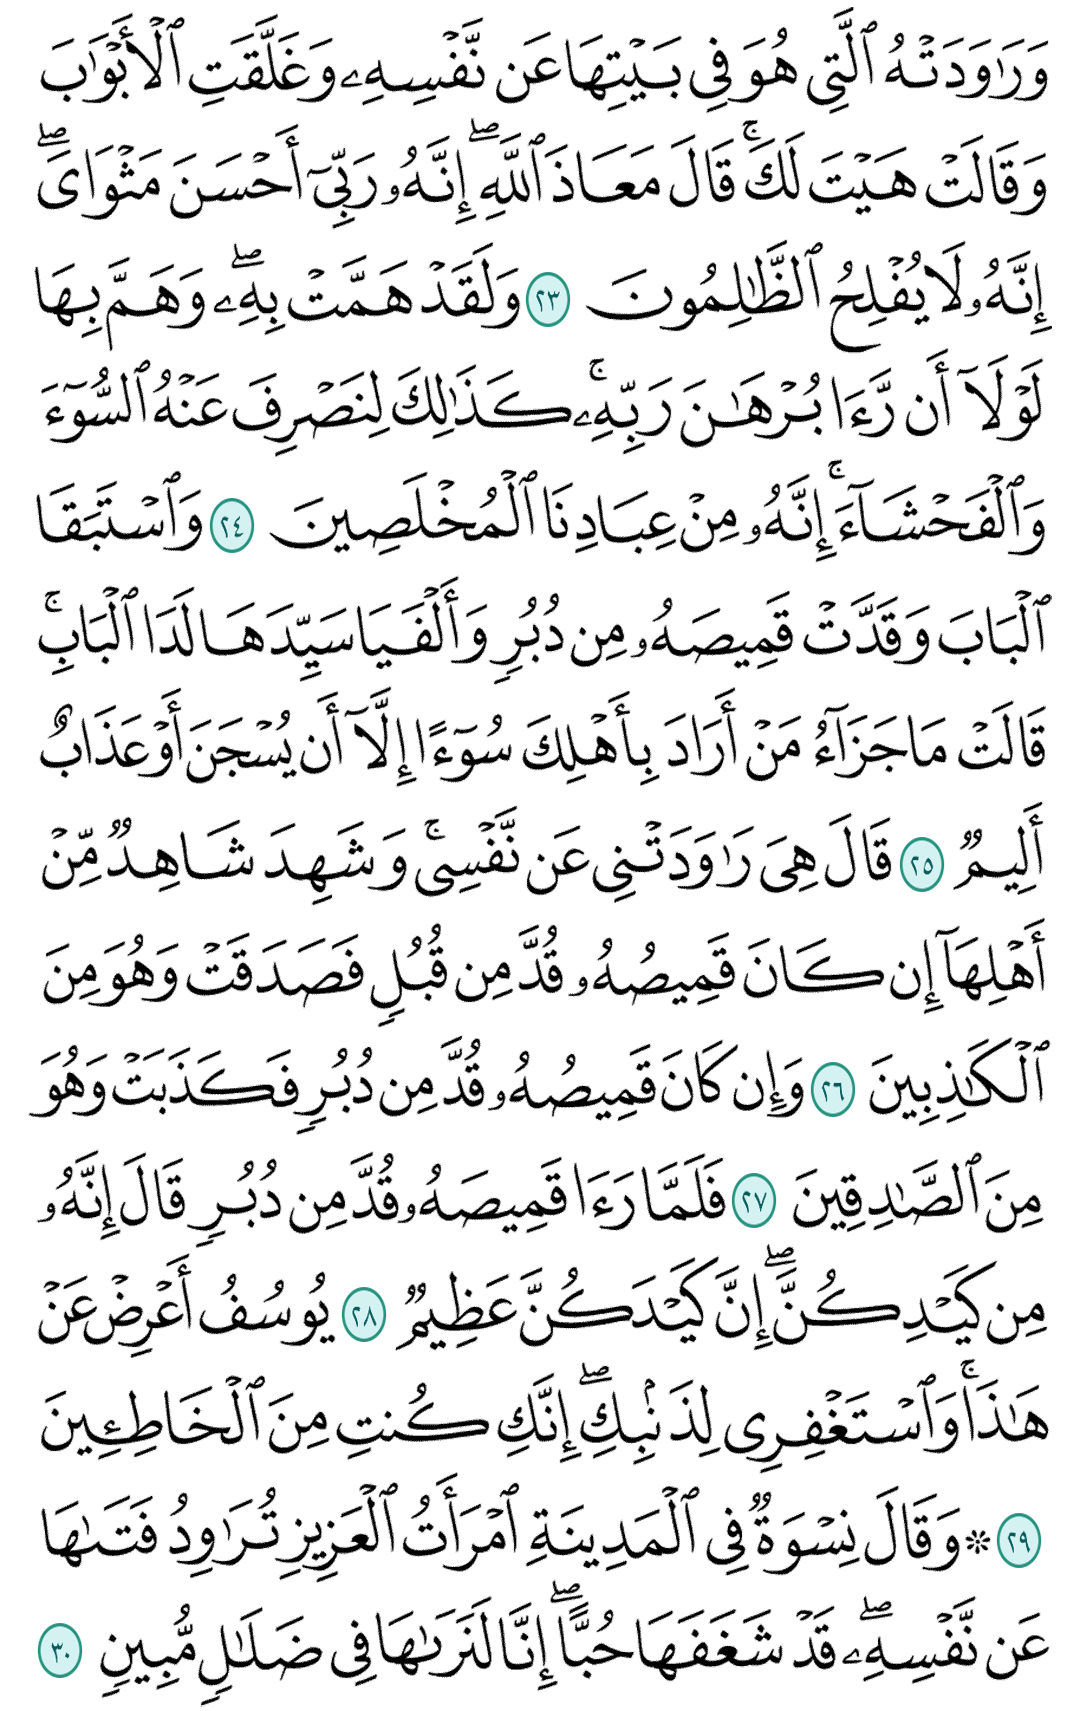 وَرَٰوَدَتۡهُ ٱلَّتِي هُوَ فِي بَيۡتِهَا عَن نَّفۡسِهِۦ وَغَلَّقَتِ ٱلۡأَبۡوَٰبَ
وَقَالَتۡ هَيۡتَ لَكَۚ قَالَ مَعَاذَ ٱللَّهِۖ إِنَّهُۥ رَبِّيٓ أَحۡسَنَ مَثۡوَايَۖ
إِنَّهُۥ لَا يُفۡلِحُ ٱلظَّٰلِمُونَ ٢٣ وَلَقَدۡ هَمَّتۡ بِهِۦۖ وَهَمَّ بِهَا
لَوۡلَآ أَن رَّءَا بُرۡهَٰنَ رَبِّهِۦۚ كَذَٰلِكَ لِنَصۡرِفَ عَنۡهُ ٱلسُّوٓءَ
وَٱلۡفَحۡشَآءَۚ إِنَّهُۥ مِنۡ عِبَادِنَا ٱلۡمُخۡلَصِينَ ٢٤ وَٱسۡتَبَقَا
ٱلۡبَابَ وَقَدَّتۡ قَمِيصَهُۥ مِن دُبُرٖ وَأَلۡفَيَا سَيِّدَهَا لَدَا ٱلۡبَابِۚ
قَالَتۡ مَا جَزَآءُ مَنۡ أَرَادَ بِأَهۡلِكَ سُوٓءًا إِلَّآ أَن يُسۡجَنَ أَوۡ عَذَابٌ
أَلِيمٞ ٢٥ قَالَ هِيَ رَٰوَدَتۡنِي عَن نَّفۡسِيۚ وَشَهِدَ شَاهِدٞ مِّنۡ
أَهۡلِهَآ إِن كَانَ قَمِيصُهُۥ قُدَّ مِن قُبُلٖ فَصَدَقَتۡ وَهُوَ مِنَ
ٱلۡكَٰذِبِينَ ٢٦ وَإِن كَانَ قَمِيصُهُۥ قُدَّ مِن دُبُرٖ فَكَذَبَتۡ وَهُوَ
مِنَ ٱلصَّٰدِقِينَ ٢٧ فَلَمَّا رَءَا قَمِيصَهُۥ قُدَّ مِن دُبُرٖ قَالَ إِنَّهُۥ
مِن كَيۡدِكُنَّۖ إِنَّ كَيۡدَكُنَّ عَظِيمٞ ٢٨ يُوسُفُ أَعۡرِضۡ عَنۡ
هَٰذَاۚ وَٱسۡتَغۡفِرِي لِذَنۢبِكِۖ إِنَّكِ كُنتِ مِنَ ٱلۡخَاطِـِٔينَ
٢٩ ۞ وَقَالَ نِسۡوَةٞ فِي ٱلۡمَدِينَةِ ٱمۡرَأَتُ ٱلۡعَزِيزِ تُرَٰوِدُ فَتَىٰهَا
عَن نَّفۡسِهِۦۖ قَدۡ شَغَفَهَا حُبًّاۖ إِنَّا لَنَرَىٰهَا فِي ضَلَٰلٖ مُّبِينٖ ٣٠